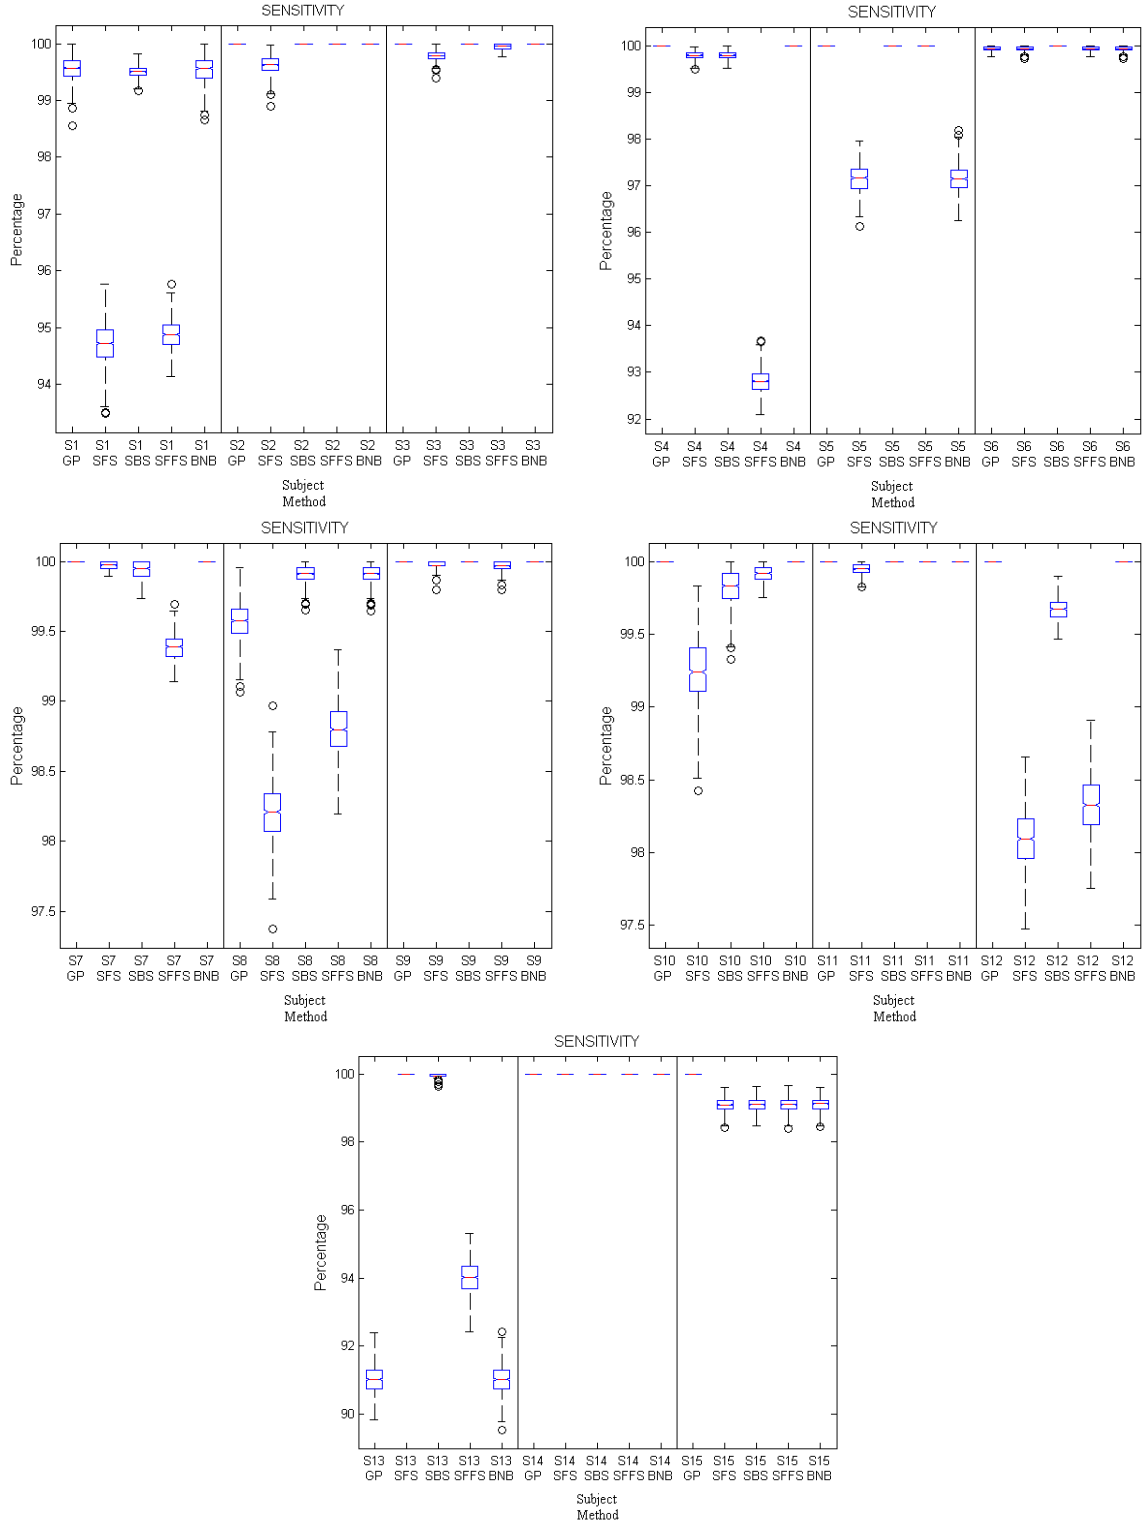 SENSITIVITY
100
99
98
97
96
95
94
Percentage
S1 S1 S1 S1 S1 S2 S2 S2 S2 S2 S3 S3 S3 S3 S3
GP SFS SBS SFFS BNB GP SFS SBS SFFS BNB GP SFS SBS SFFS BNB
Subject
Method
SENSITIVITY
100
99
98
97
96
95
94
93
92
Percentage
S4 S4 S4 S4 S4 S5 S5 S5 S5 S5 S6 S6 S6 S6 S6
GP SFS SBS SFFS BNB GP SFS SBS SFFS BNB GP SFS SBS SFFS BNB
Subject
Method
SENSITIVITY
100
99.5
99
98.5
98
97.5
Percentage
S7 S7 S7 S7 S7 S8 S8 S8 S8 S8 S9 S9 S9 S9 S9
GP SFS SBS SFFS BNB GP SFS SBS SFFS BNB GP SFS SBS SFFS BNB
Subject
Method
SENSITIVITY
100
99.5
99
98.5
98
97.5
Percentage
S10 S10 S10 S10 S10 S11 S11 S11 S11 S11 S12 S12 S12 S12 S12
GP SFS SBS SFFS BNB GP SFS SBS SFFS BNB GP SFS SBS SFFS BNB
Subject
Method
SENSITIVITY
100
98
96
94
92
90
Percentage
S13 S13 S13 S13 S13 S14 S14 S14 S14 S14 S15 S15 S15 S15 S15
GP SFS SBS SFFS BNB GP SFS SBS SFFS BNB GP SFS SBS SFFS BNB
Subject
Method